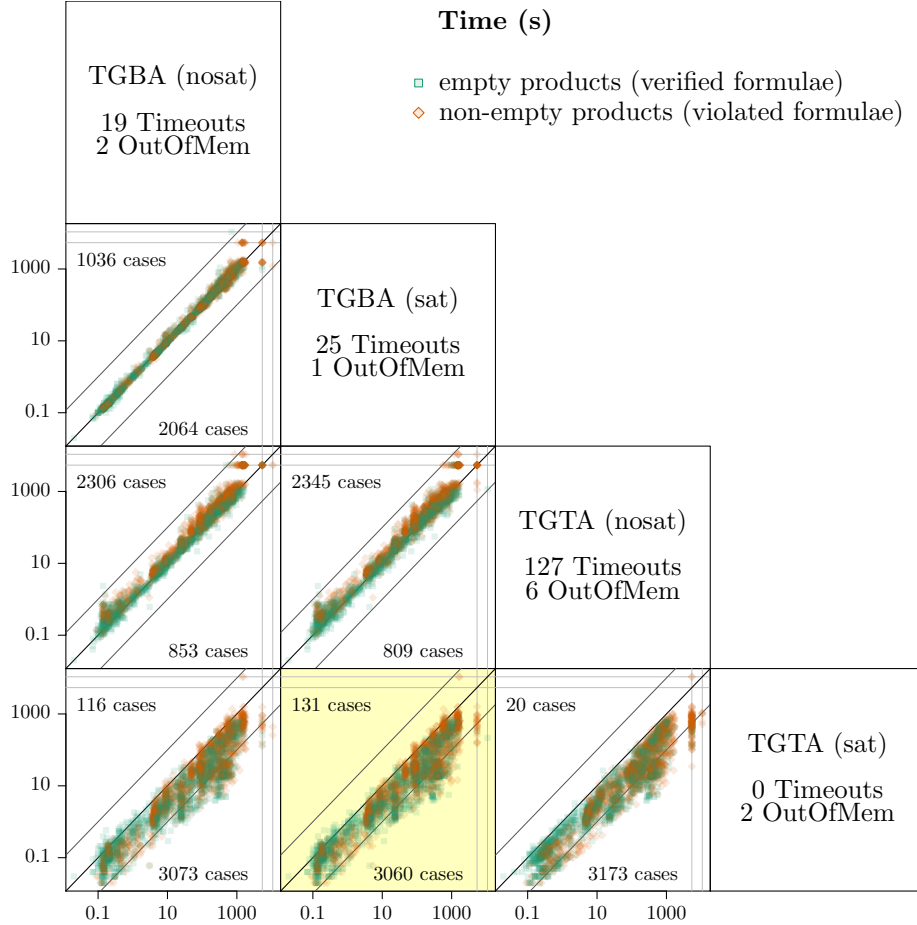 Time (s)
TGBA (nosat)
empty products (verified formulae)
non-empty products (violated formulae)
19 Timeouts
2 OutOfMem
1036 cases
1000
TGBA (sat)
10
25 Timeouts
1 OutOfMem
0.1
2064 cases
2306 cases
2345 cases
1000
TGTA (nosat)
10
127 Timeouts
6 OutOfMem
0.1
853 cases
809 cases
116 cases
131 cases
20 cases
1000
TGTA (sat)
10
0 Timeouts
2 OutOfMem
0.1
3073 cases
3060 cases
3173 cases
0.1 10 1000 0.1 10 1000 0.1 10 1000